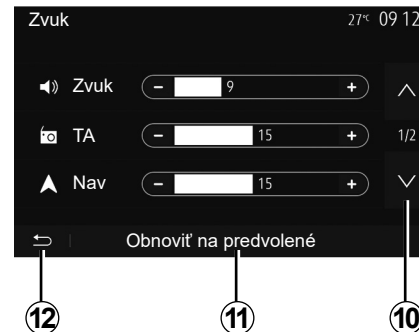 Zvuk 27°C 09 12
Zvuk - 9 +
TA - 15 + 1/2
Nav - 15 +
Obnoviť na predvolené
12 11 10